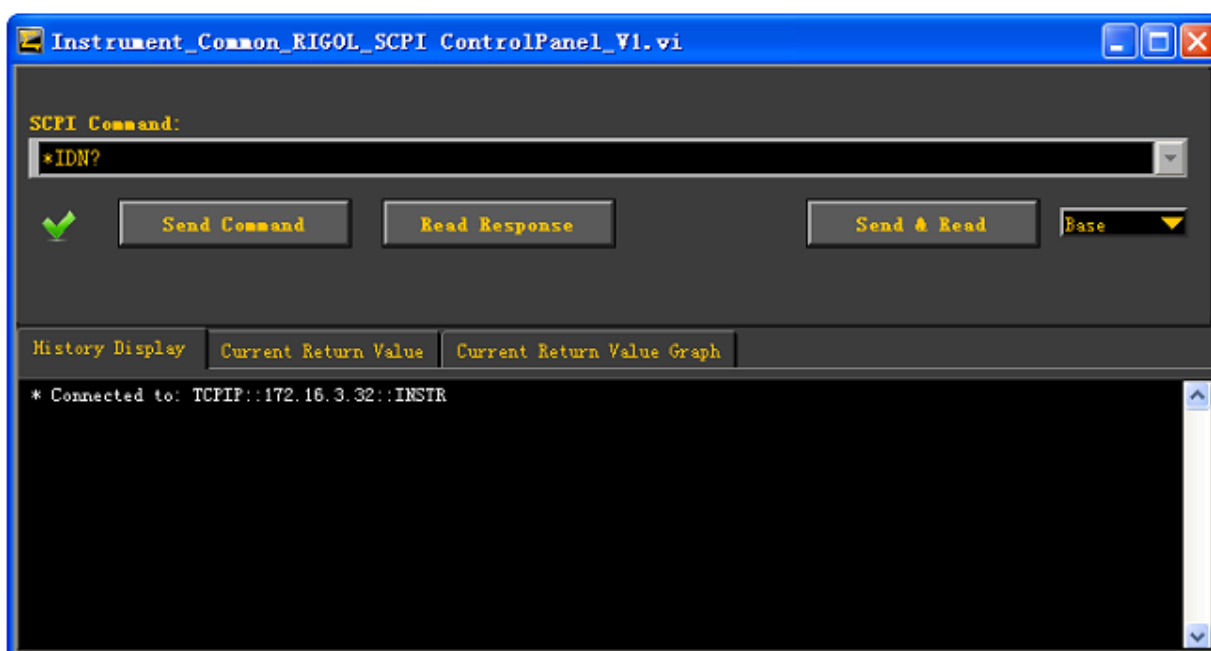 Instrument_Common_RIGOL_SCPI ControlPanel_V1.vi
SCPI Command:
*IDN?
Send Command Read Response Send & Read Base
History Display Current Return Value Current Return Value Graph
* Connected to: TCPIP::172.16.3.32::INSTR